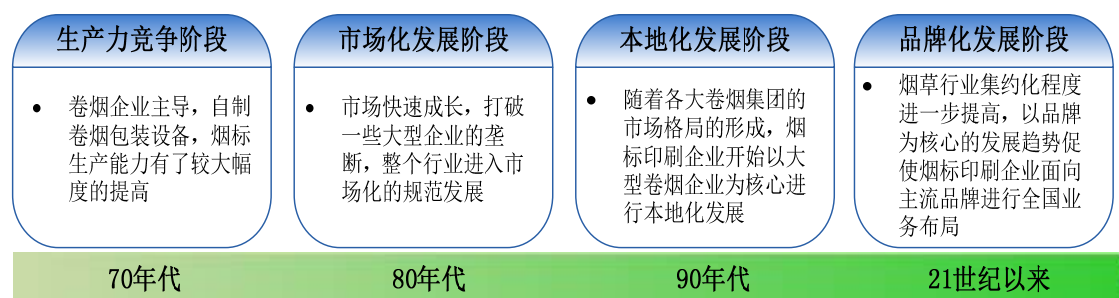 生产力竞争阶段
• 卷烟企业主导，自制
卷烟包装设备，烟标
生产能力有了较大幅
度的提高
市场化发展阶段
• 市场快速成长，打破
一些大型企业的垄
断，整个行业进入市
场化的规范发展
本地化发展阶段
• 随着各大卷烟集团的
市场格局的形成，烟
标印刷企业开始以大
型卷烟企业为核心进
行本地化发展
品牌化发展阶段
• 烟草行业集约化程度
进一步提高，以品牌
为核心的发展趋势促
使烟标印刷企业面向
主流品牌进行全国业
务布局
70年代
80年代
90年代
21世纪以来